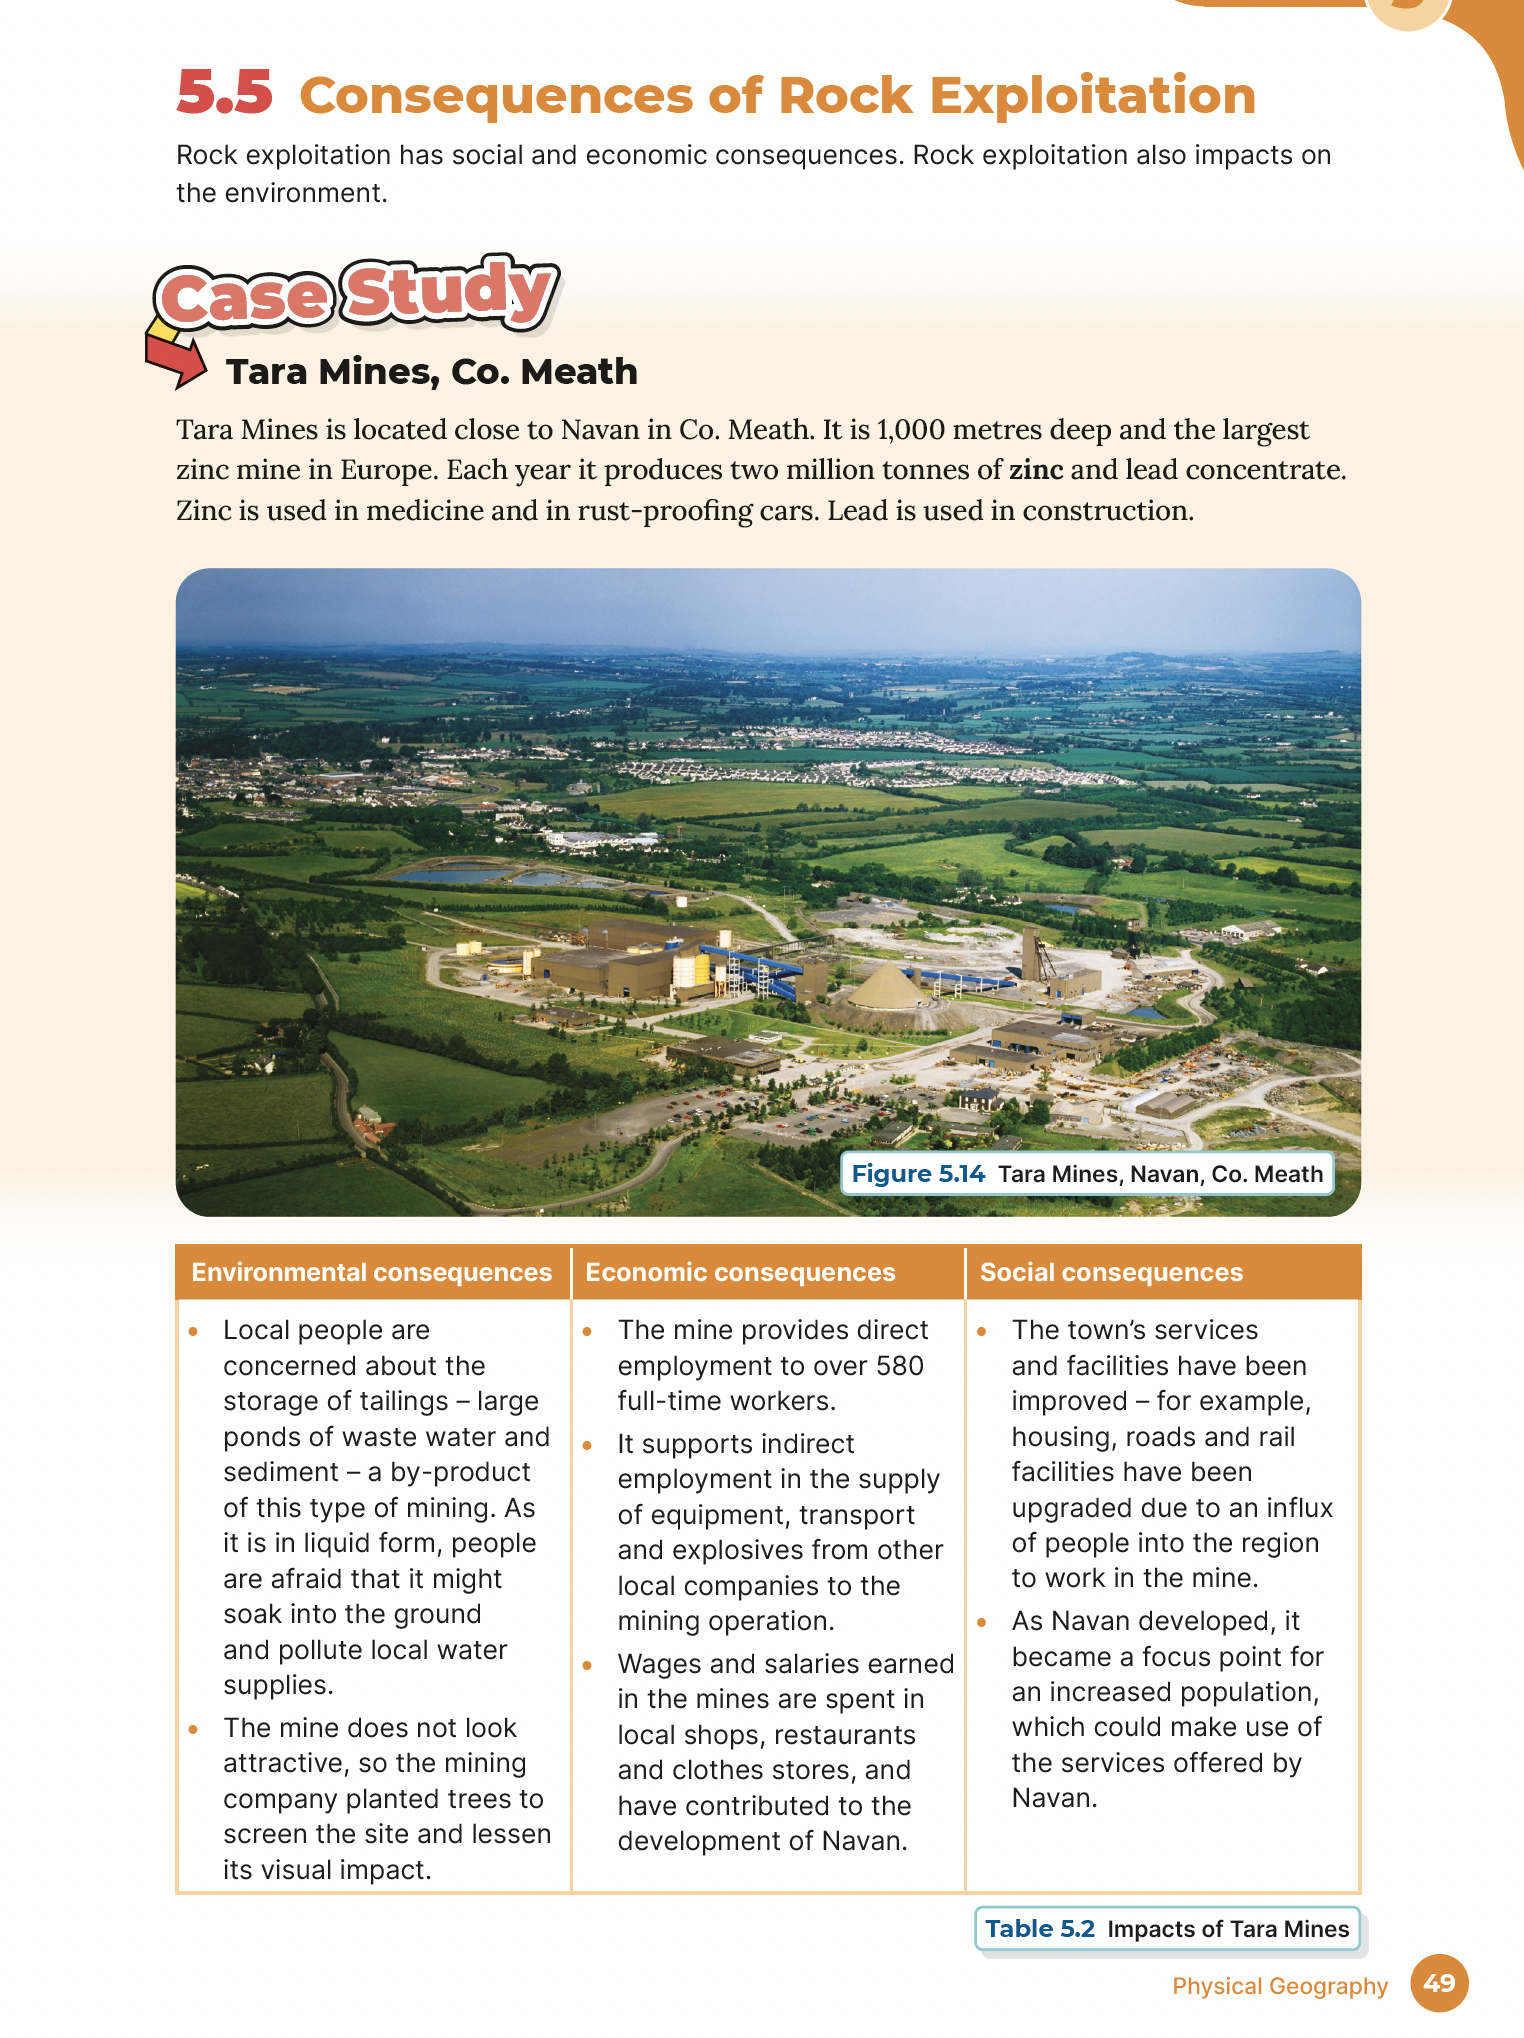 5.5 Consequences of Rock Exploitation
Rock exploitation has social and economic consequences. Rock exploitation also impacts on
the environment.
Case Study
Tara Mines, Co. Meath
Tara Mines is located close to Navan in Co. Meath. It is 1,000 metres deep and the largest
zinc mine in Europe. Each year it produces two million tonnes of zinc and lead concentrate.
Zinc is used in medicine and in rust-proofing cars. Lead is used in construction.
Figure 5.14 Tara Mines, Navan, Co. Meath
Environmental consequences
• Local people are
concerned about the
storage of tailings – large
ponds of waste water and
sediment – a by-product
of this type of mining. As
it is in liquid form, people
are afraid that it might
soak into the ground
and pollute local water
supplies.
• The mine does not look
attractive, so the mining
company planted trees to
screen the site and lessen
its visual impact.
Economic consequences
• The mine provides direct
employment to over 580
full-time workers.
• It supports indirect
employment in the supply
of equipment, transport
and explosives from other
local companies to the
mining operation.
• Wages and salaries earned
in the mines are spent in
local shops, restaurants
and clothes stores, and
have contributed to the
development of Navan.
Social consequences
• The town’s services
and facilities have been
improved – for example,
housing, roads and rail
facilities have been
upgraded due to an influx
of people into the region
to work in the mine.
• As Navan developed, it
became a focus point for
an increased population,
which could make use of
the services offered by
Navan.
Table 5.2 Impacts of Tara Mines
Physical Geography 49